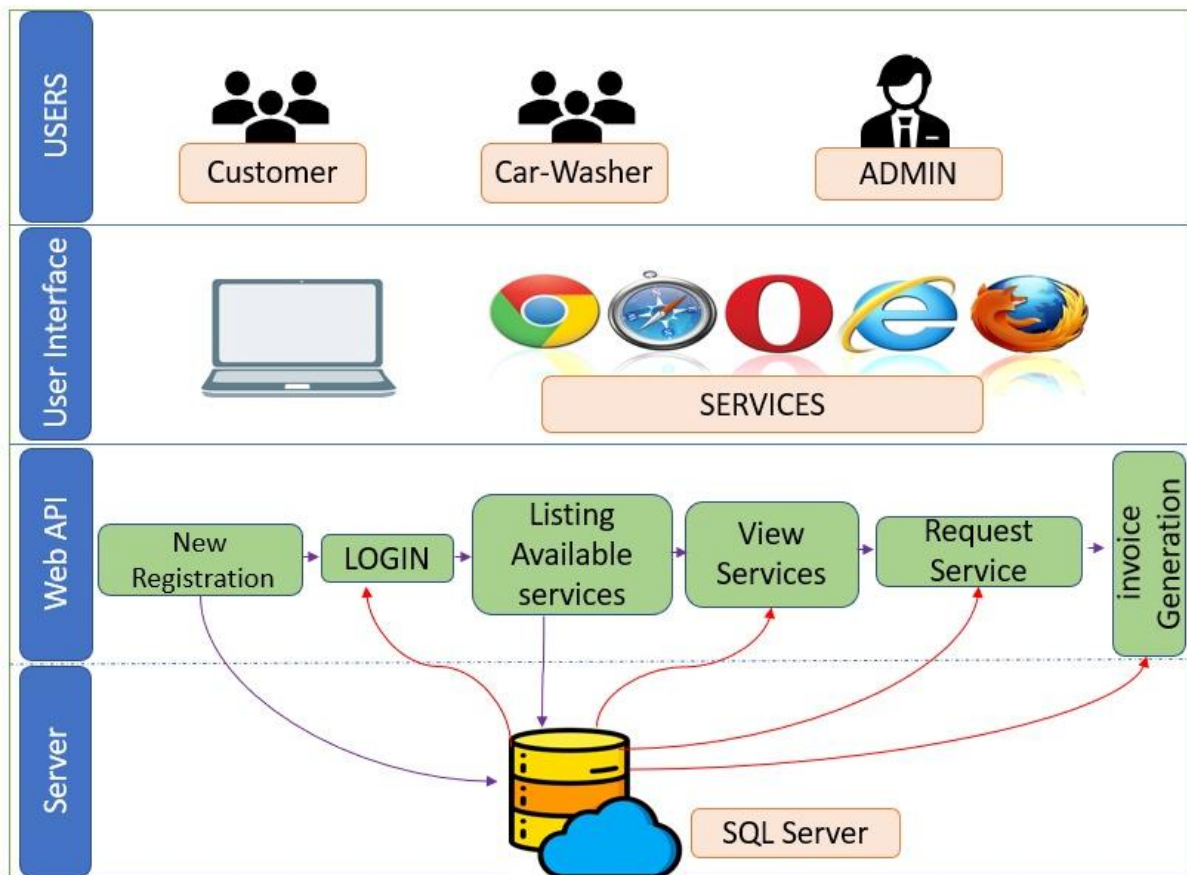 USERS
Customer
Car-Washer
ADMIN
User Interface
SERVICES
Web API
New
Registration
LOGIN
Listing
Available
services
View
Services
Request
Service
invoice
Generation
Server
SQL Server